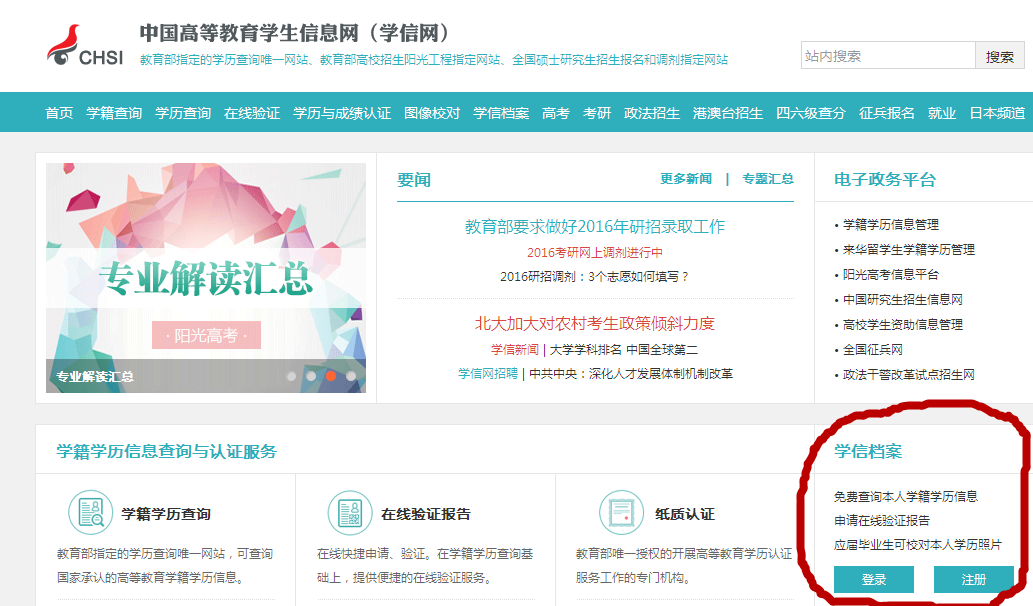 CHSI
中国高等教育学生信息网（学信网）
教育部指定的学历查询唯一网站、教育部高校招生阳光工程指定网站、全国硕士研究生招生报名和调剂指定网站
站内搜索 搜索
首页 学籍查询 学历查询 在线验证 学历与成绩认证 图像校对 学信档案 高考 考研 政法招生 港澳台招生 四六级查分 征兵报名 就业 日本频道
专业解读汇总
·阳光高考·
专业解读汇总
要闻 更多新闻 | 专题汇总
教育部要求做好2016年研招录取工作
2016考研网上调剂进行中
2016研招调剂：3个志愿如何填写？
北大加大对农村考生政策倾斜力度
学信新闻 | 大学学科排名 中国全球第二
学信网招聘 | 中共中央：深化人才发展体制机制改革
电子政务平台
• 学籍学历信息管理
• 来华留学生学籍学历管理
• 阳光高考信息平台
• 中国研究生招生信息网
• 高校学生资助信息管理
• 全国征兵网
• 政法干警改革试点招生网
学籍学历信息查询与认证服务
学籍学历查询
教育部指定的学历查询唯一网站，可查询
国家承认的高等教育学籍学历信息。
在线验证报告
在线快捷申请、验证。在学籍学历查询基
础上，提供便捷的在线验证服务。
纸质认证
教育部唯一授权的开展高等教育学历认证
服务工作的专门机构。
学信档案
免费查询本人学籍学历信息
申请在线验证报告
应届毕业生可校对本人学历照片
登录 注册